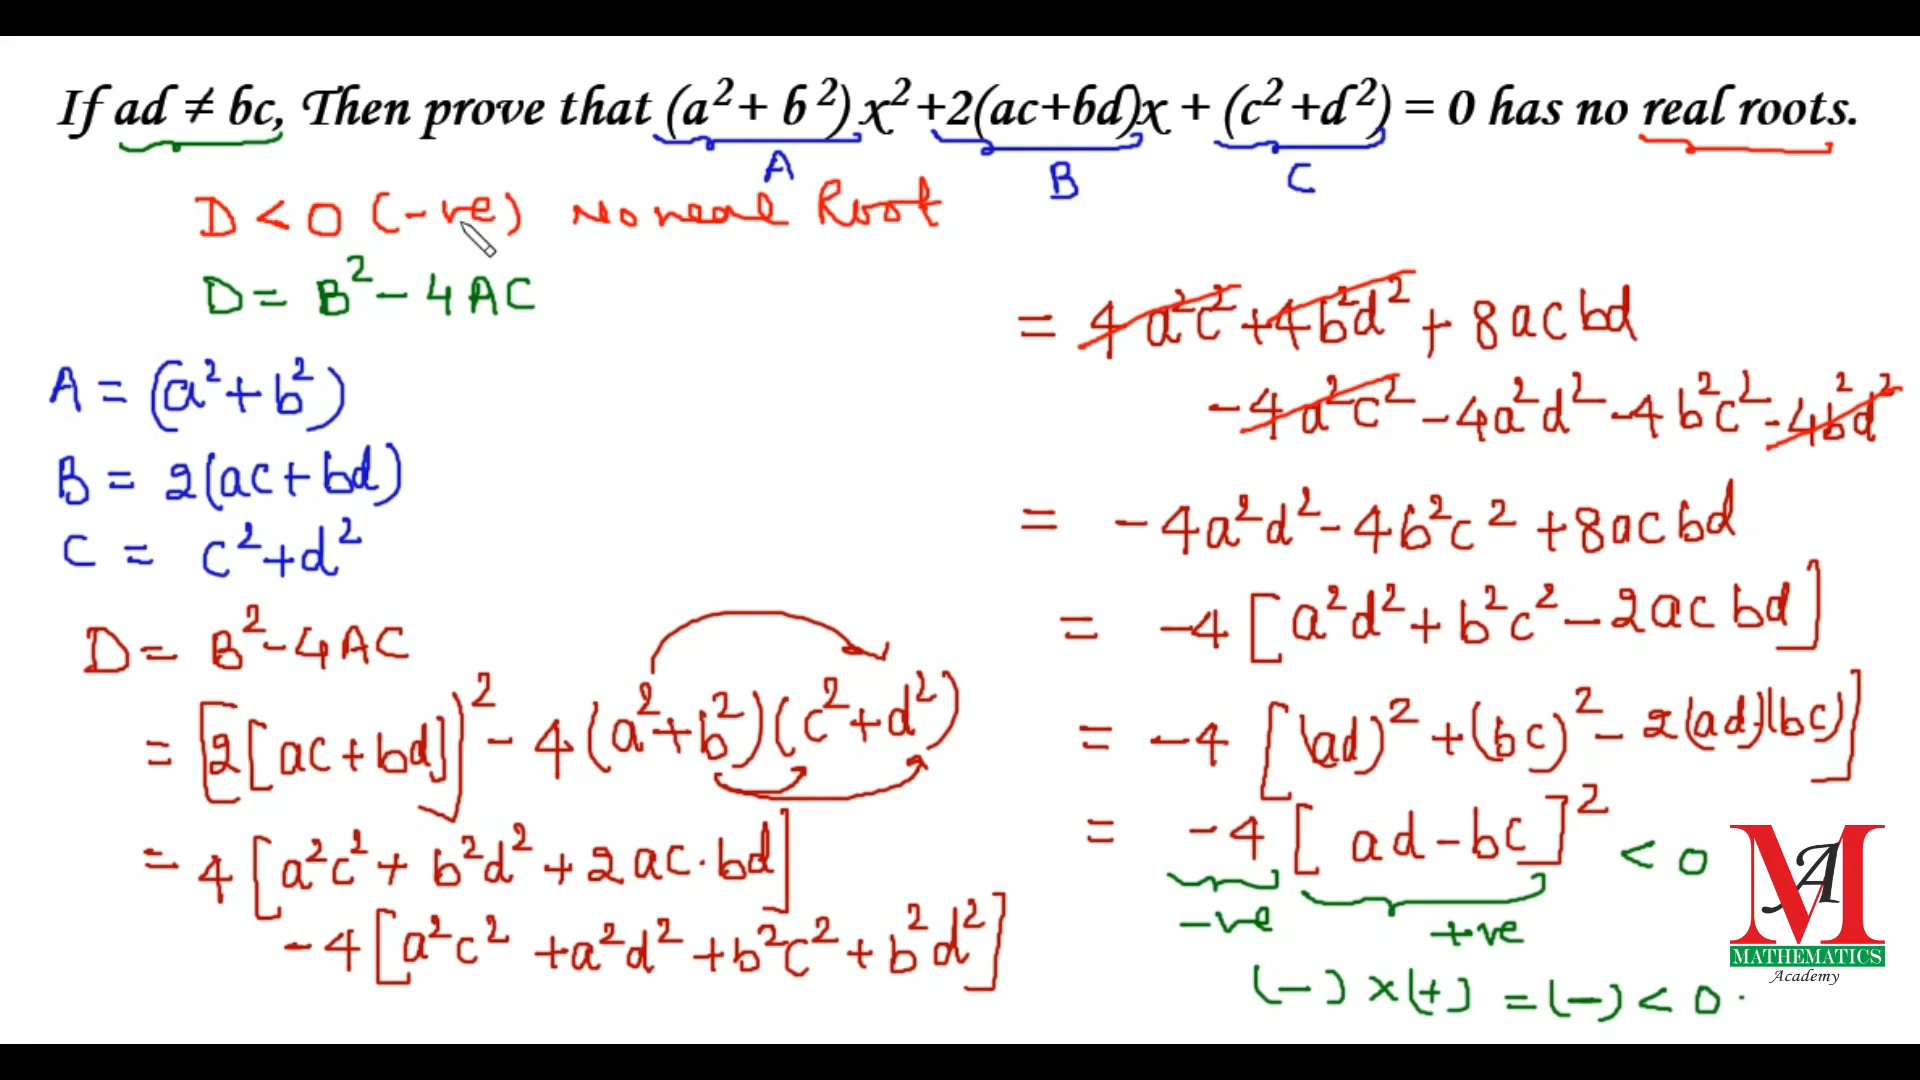 If ad ≠ bc, Then prove that (a²+ b²) x²+2(ac+bd)x + (c²+d²) = 0 has no real roots.
A B C
D < 0 (-ve) No real Root
D = B² - 4AC
A = (a²+b²)
B = 2(ac+bd)
C = c²+d²
D = B²-4AC
= [2[ac+bd]]² - 4(a²+b²)(c²+d²)
= 4[a²c²+ b²d² + 2ac·bd]
-4[a²c² +a²d² +b²c² + b²d²]
= 4a²c²+4b²d² + 8acbd
-4a²c² -4a²d² -4b²c² -4b²d²
= -4a²d² -4b²c² +8acbd
= -4[a²d²+b²c²-2acbd]
= -4[(ad)²+(bc)²-2(ad)(bc)]
= -4[ad-bc]² < 0
-ve +ve
(-)×(+) = (-) < 0.
MA
MATHEMATICS
Academy